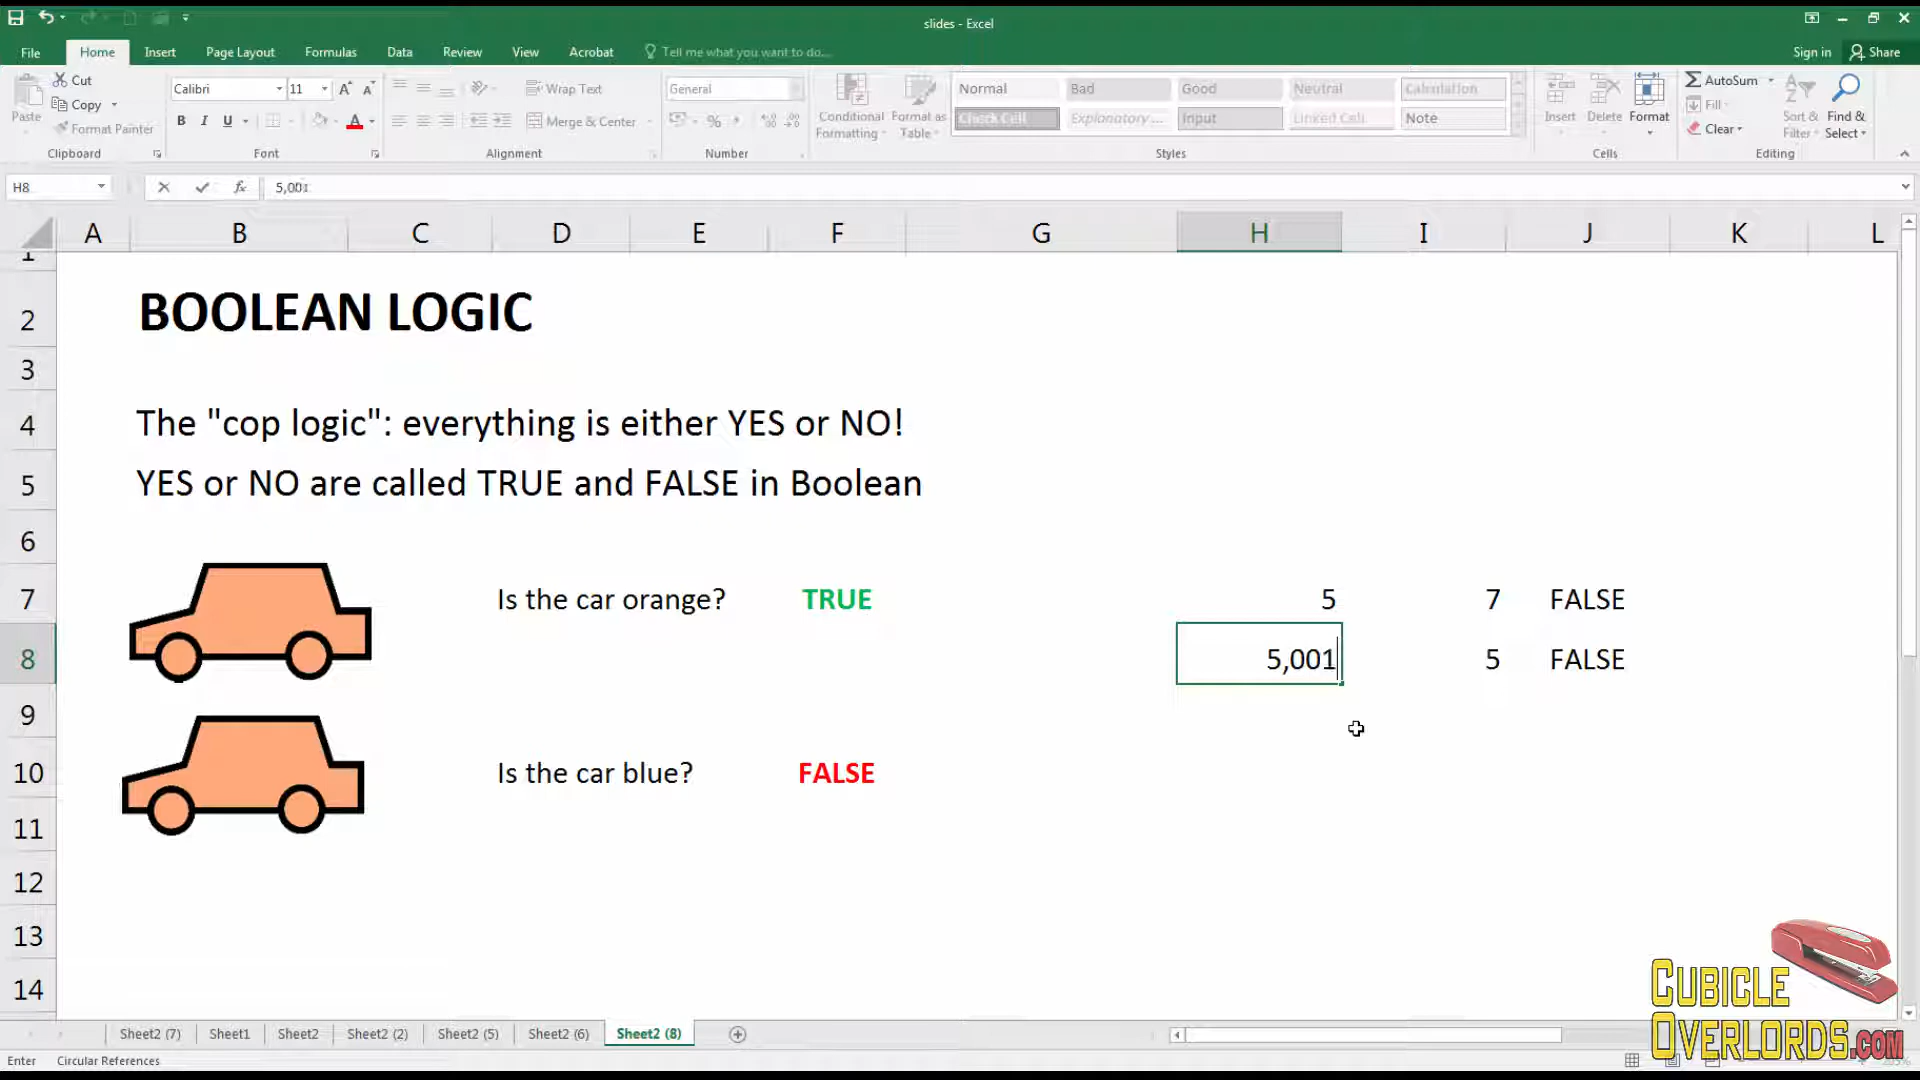 slides - Excel
File Home Insert Page Layout Formulas Data Review View Acrobat Tell me what you want to do... Sign in Share
Paste Cut Copy Format Painter
Clipboard
Calibri 11 A A B I U A
Font
Wrap Text
Merge & Center
Alignment
General
%
Number
Conditional Formatting
Format as Table
Normal Bad Good Neutral Calculation
Check Cell Explanatory ... Input Linked Cell Note
Styles
Insert Delete Format
Cells
AutoSum
Fill
Clear
Sort & Filter
Find & Select
Editing
H8 fx 5,001
A B C D E F G H I J K L
1
2 BOOLEAN LOGIC
3
4 The "cop logic": everything is either YES or NO!
5 YES or NO are called TRUE and FALSE in Boolean
6
7 Is the car orange? TRUE 5 7 FALSE
8 5,001 5 FALSE
9
10 Is the car blue? FALSE
11
12
13
14
CUBICLE
OVERLORDS.COM
Sheet2 (7) Sheet1 Sheet2 Sheet2 (2) Sheet2 (5) Sheet2 (6) Sheet2 (8)
Enter Circular References